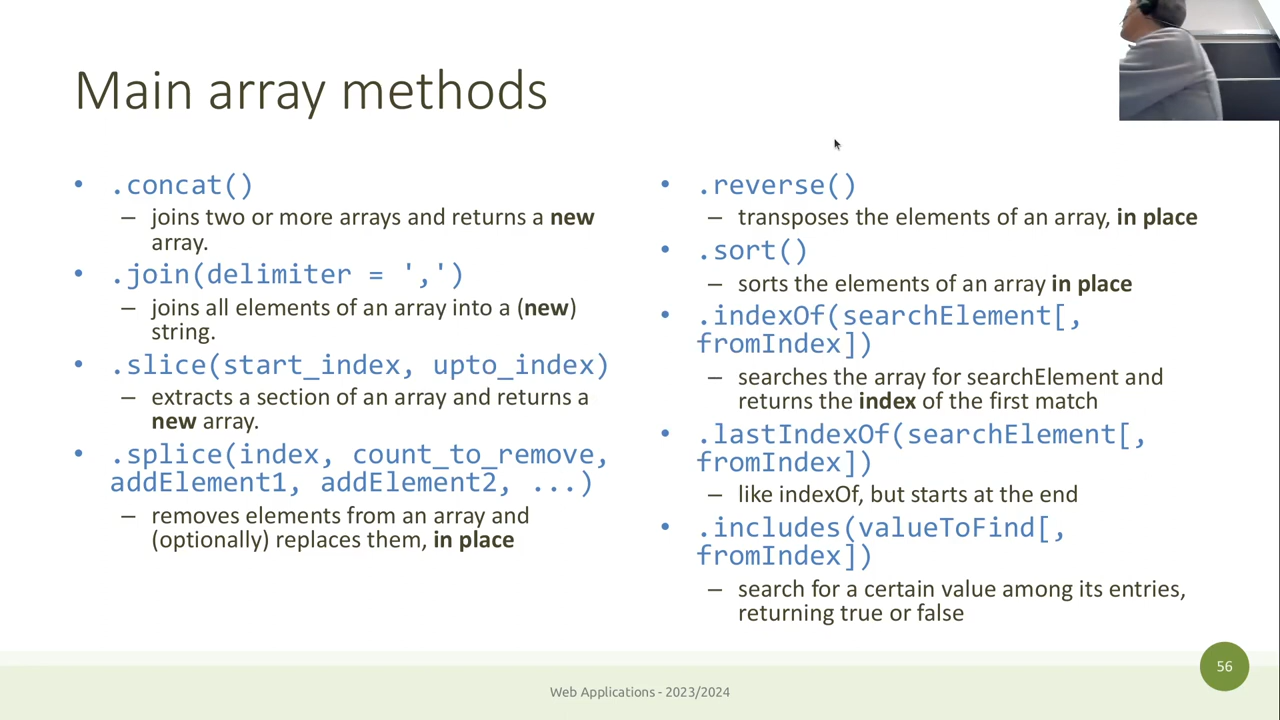 Main array methods
• .concat()
– joins two or more arrays and returns a new
array.
• .join(delimiter = ',')
– joins all elements of an array into a (new)
string.
• .slice(start_index, upto_index)
– extracts a section of an array and returns a
new array.
• .splice(index, count_to_remove,
addElement1, addElement2, ...)
– removes elements from an array and
(optionally) replaces them, in place
• .reverse()
– transposes the elements of an array, in place
• .sort()
– sorts the elements of an array in place
• .indexOf(searchElement[,
fromIndex])
– searches the array for searchElement and
returns the index of the first match
• .lastIndexOf(searchElement[,
fromIndex])
– like indexOf, but starts at the end
• .includes(valueToFind[,
fromIndex])
– search for a certain value among its entries,
returning true or false
56
Web Applications - 2023/2024